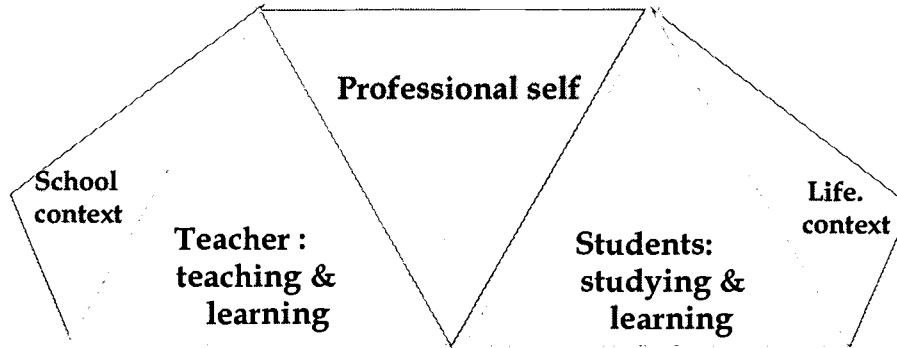 Professional self
School
context
Teacher :
teaching &
learning
Students:
studying &
learning
Life.
context